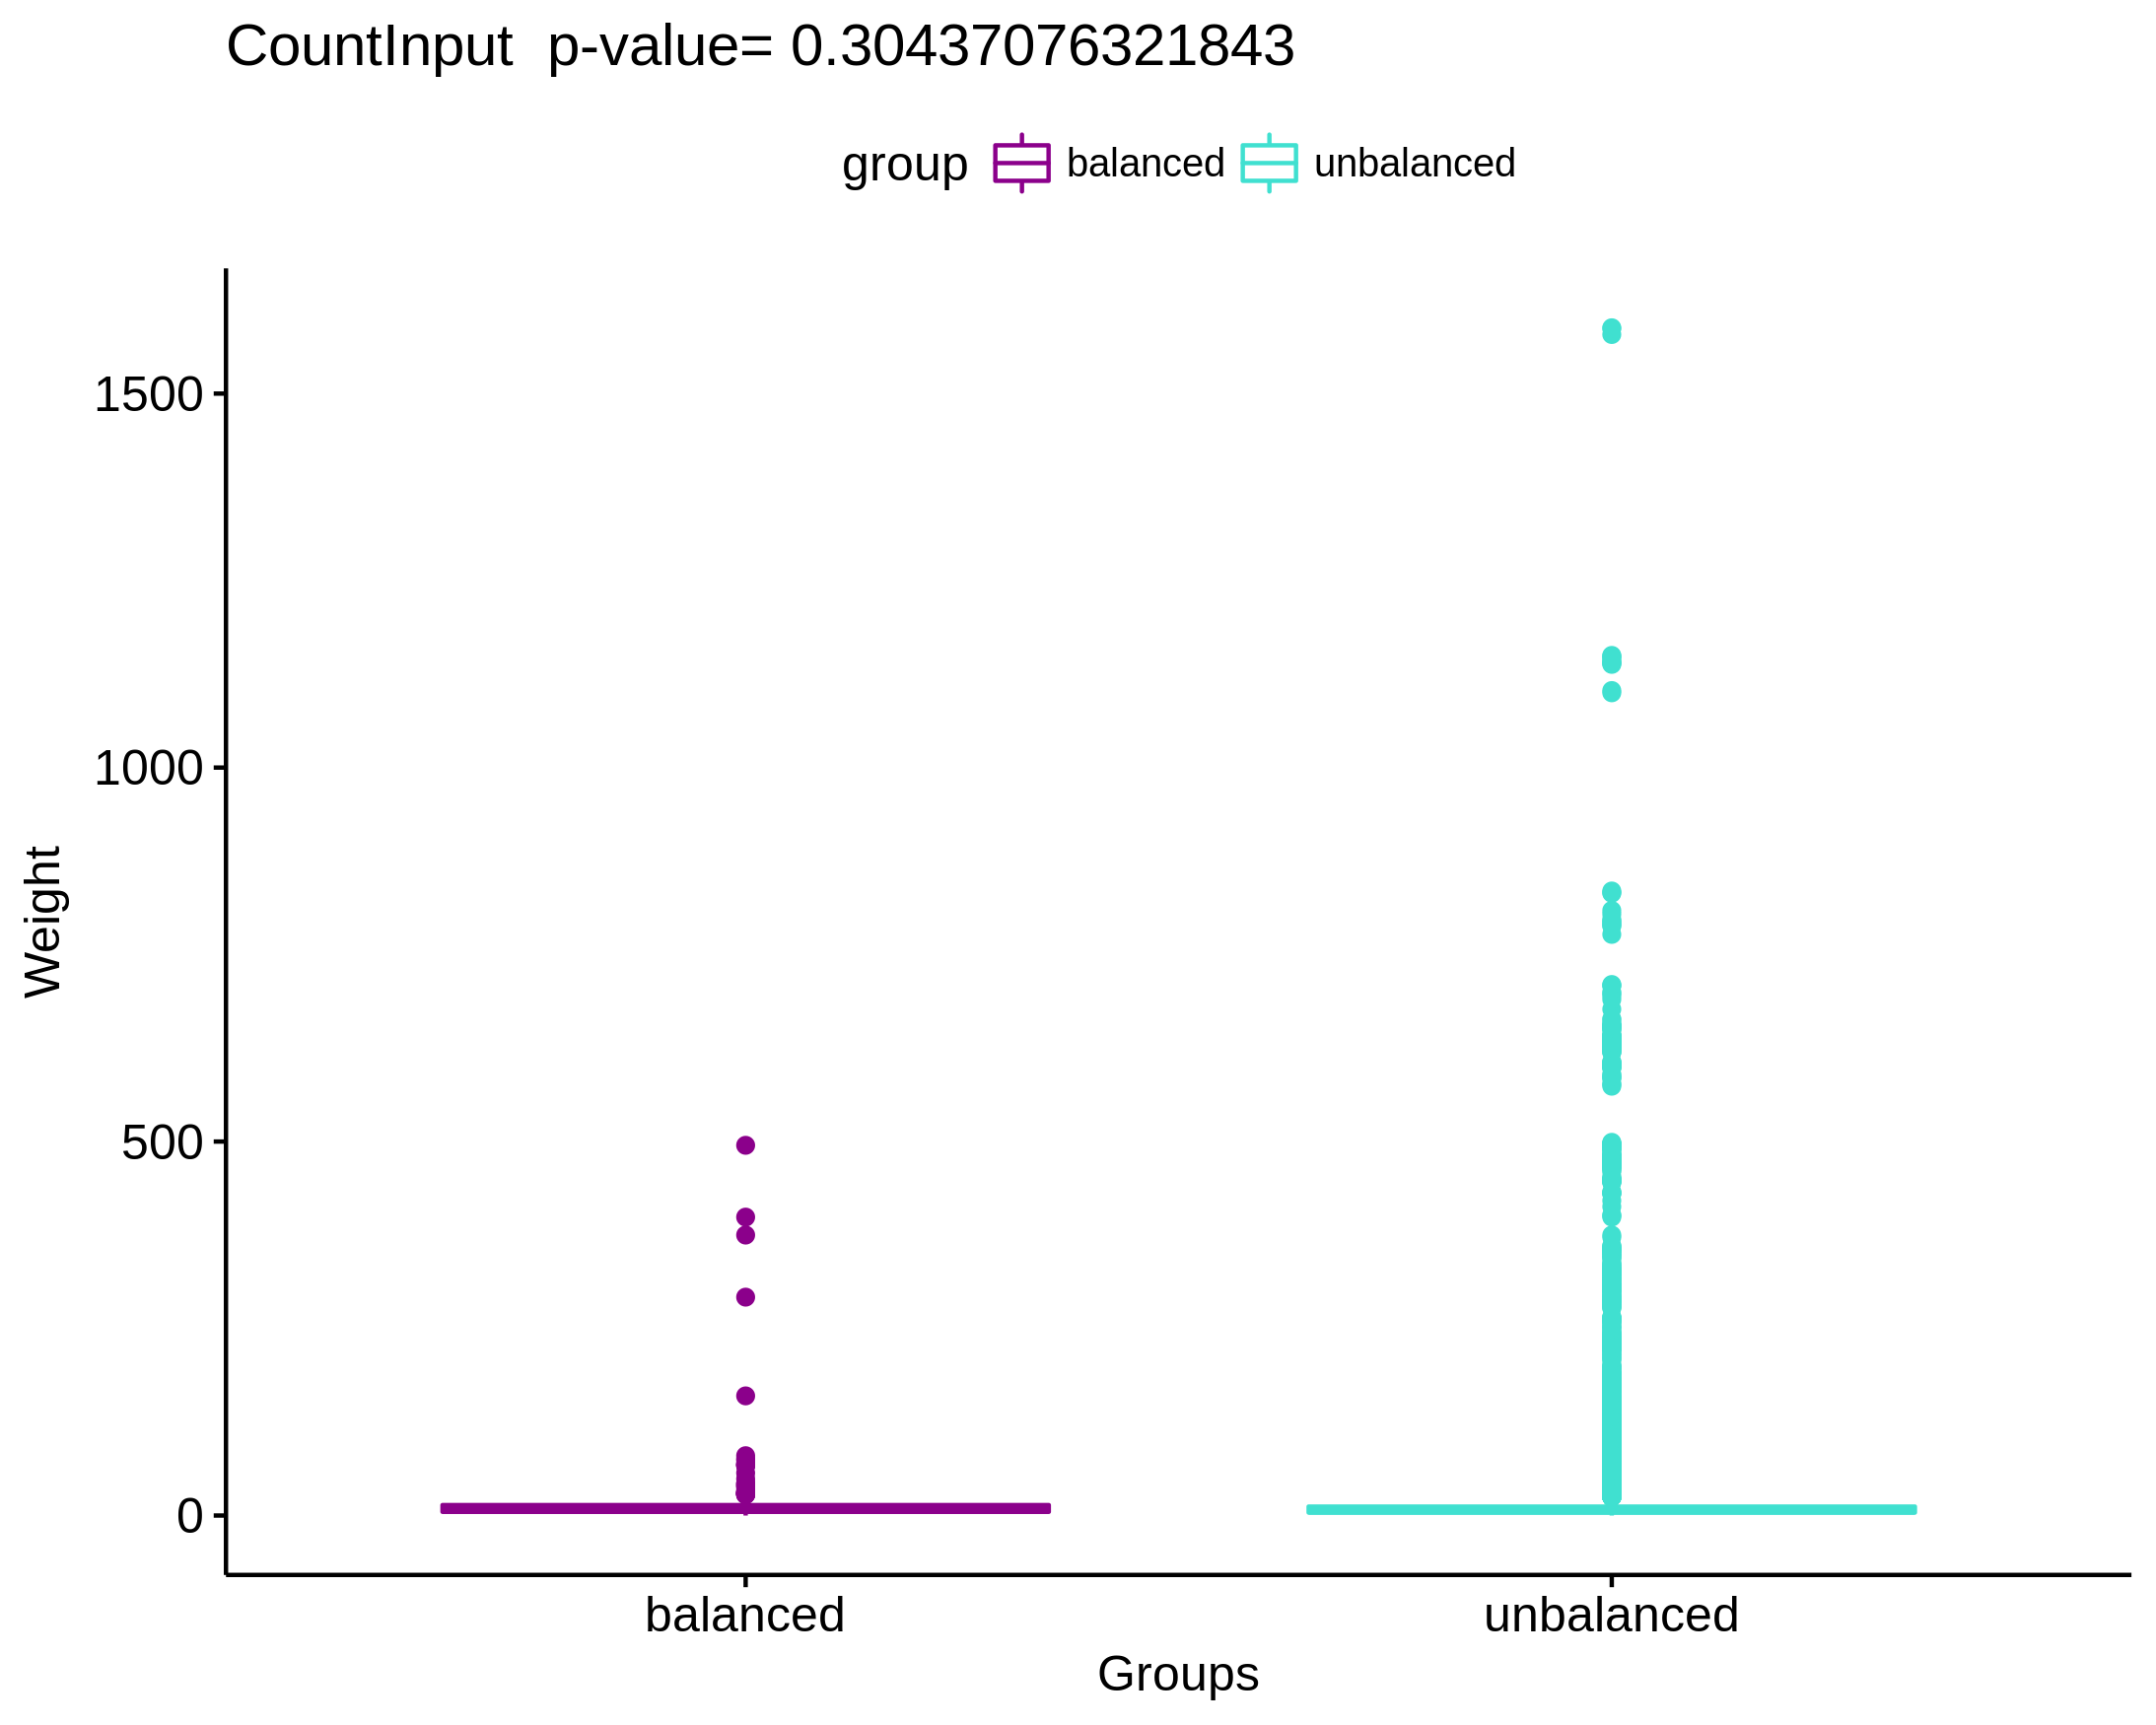 CountInput  p-value= 0.30437076321843
group balanced unbalanced
1500
1000
500
0
Weight
balanced unbalanced
Groups